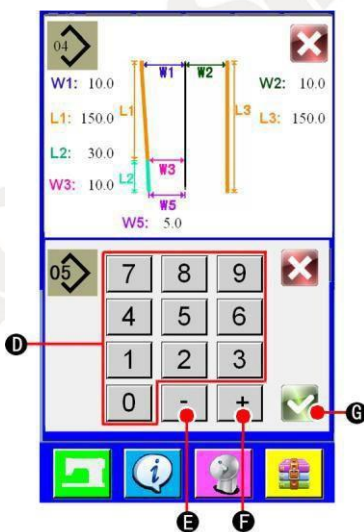 04
W1: 10.0
W1 W2
W2: 10.0
L1: 150.0
L1
L3
L3: 150.0
L2: 30.0
W3: 10.0
L2
W3
W5
W5: 5.0
05
7 8 9
4 5 6
1 2 3
0 - +
D
G
E F
i